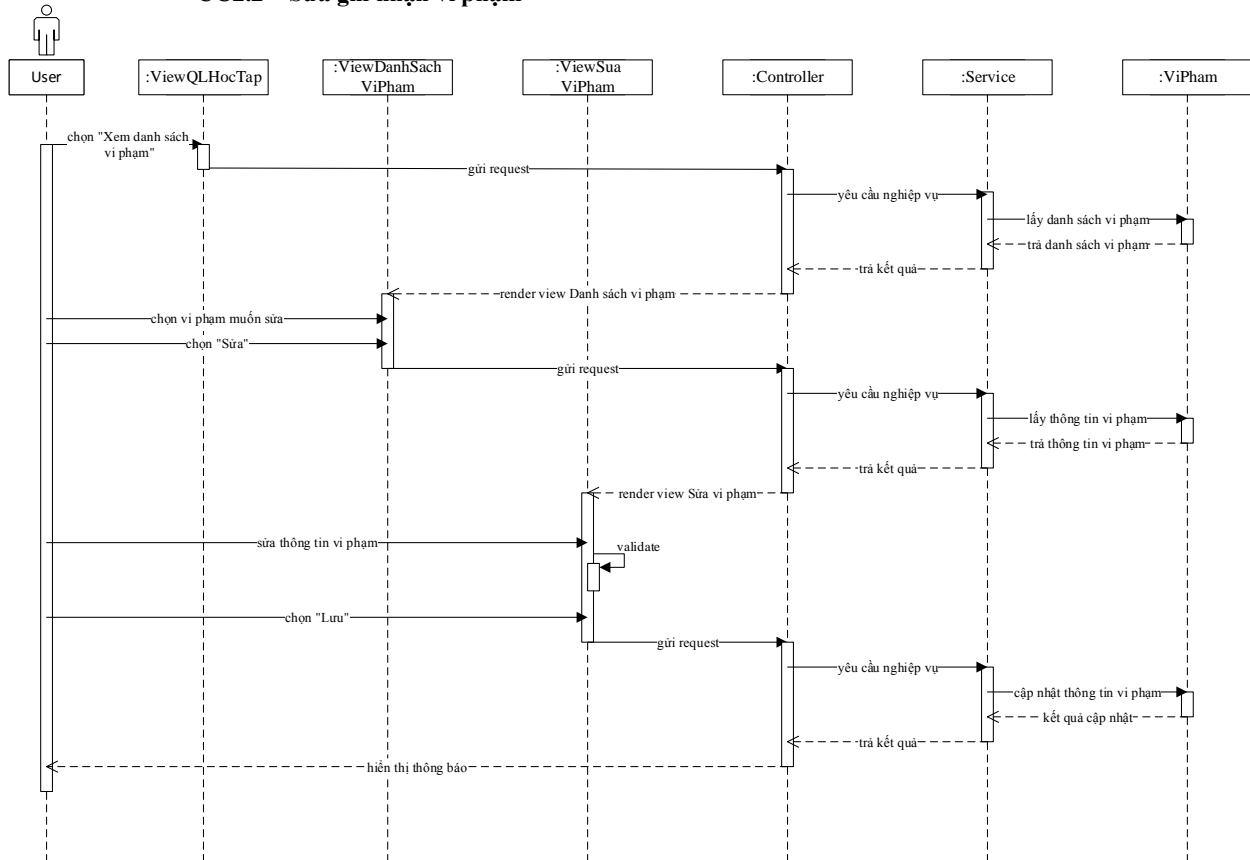 User
:ViewQLHocTap
:ViewDanhSach
ViPham
:ViewSua
ViPham
:Controller
:Service
:ViPham
chọn "Xem danh sách
vi phạm"
gửi request
yêu cầu nghiệp vụ
lấy danh sách vi phạm
trả danh sách vi phạm
trả kết quả
render view Danh sách vi phạm
chọn vi phạm muốn sửa
chọn "Sửa"
gửi request
yêu cầu nghiệp vụ
lấy thông tin vi phạm
trả thông tin vi phạm
trả kết quả
render view Sửa vi phạm
sửa thông tin vi phạm
validate
chọn "Lưu"
gửi request
yêu cầu nghiệp vụ
cập nhật thông tin vi phạm
kết quả cập nhật
trả kết quả
hiển thị thông báo